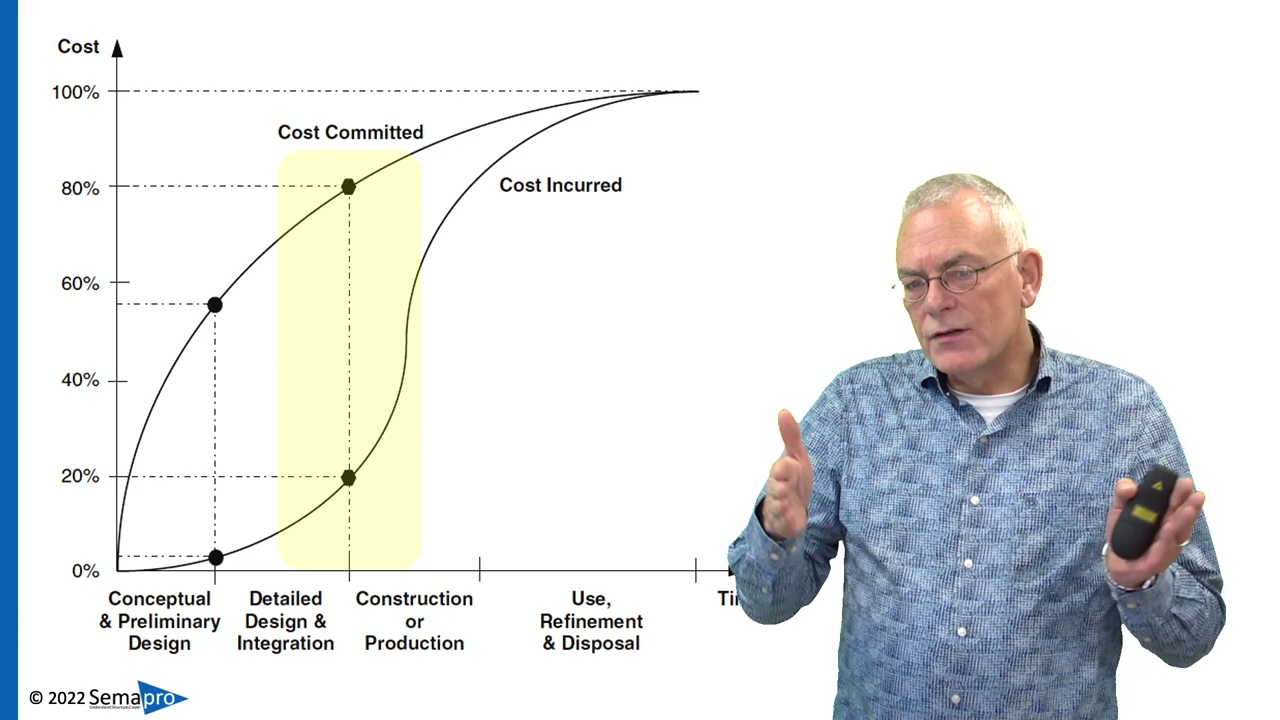 Cost
100%
Cost Committed
80%
Cost Incurred
60%
40%
20%
0%
Conceptual
& Preliminary
Design
Detailed
Design &
Integration
Construction
or
Production
Use,
Refinement
& Disposal
© 2022 Semapro